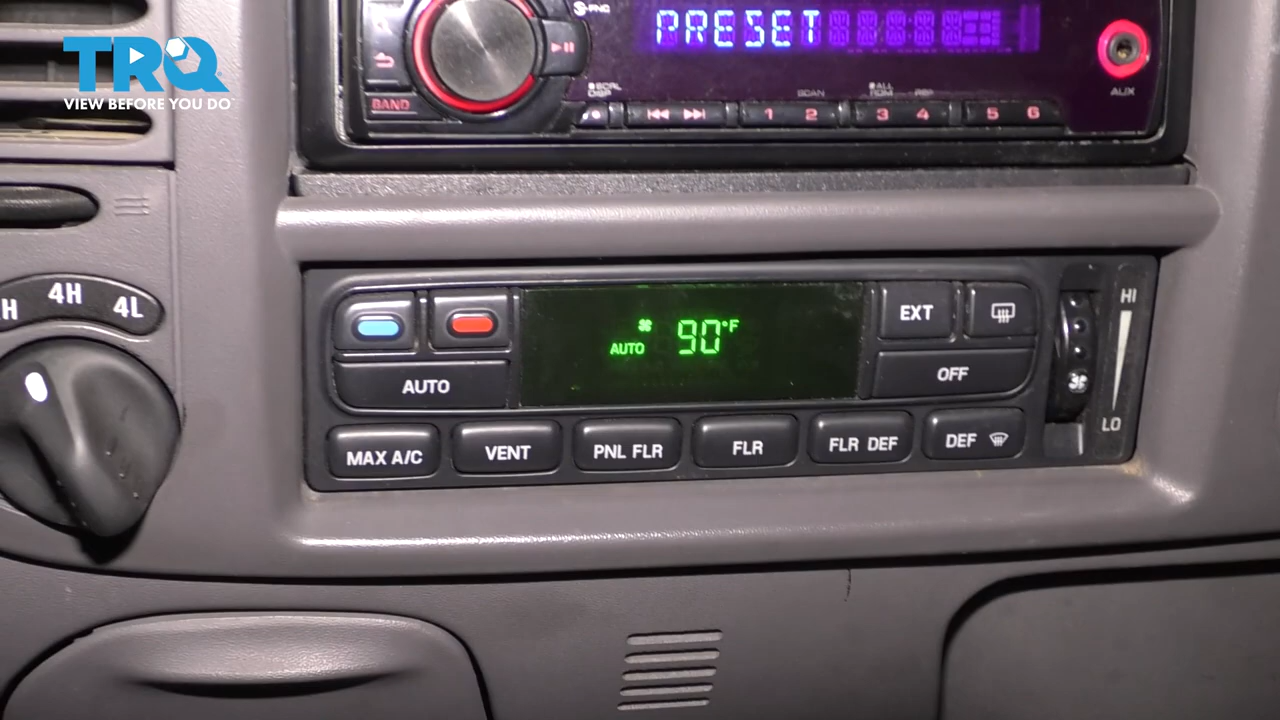 TRQ
VIEW BEFORE YOU DO
PRESET
BAND
SCAN
AUX
1 2 3 4 5 6
H 4H 4L
EXT
AUTO 90°F
AUTO
OFF
HI
LO
MAX A/C VENT PNL FLR FLR FLR DEF DEF